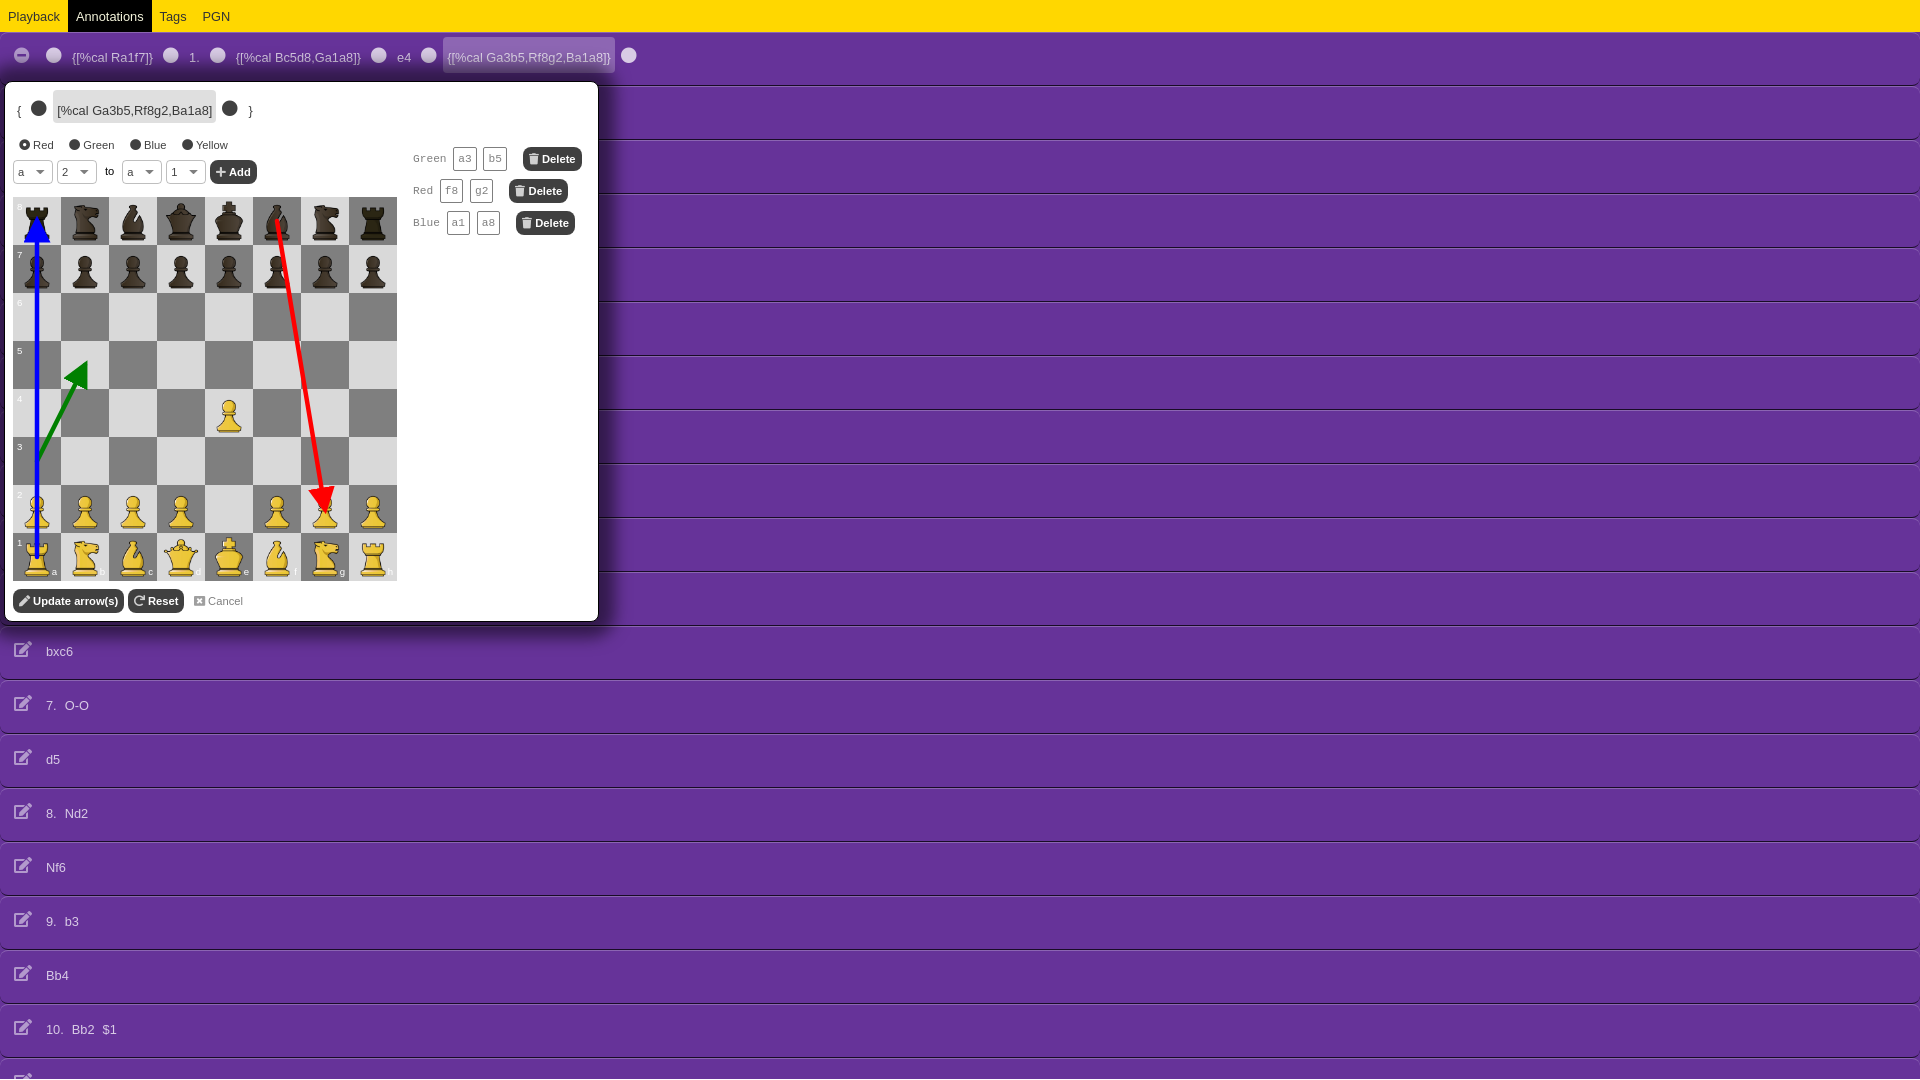 Playback Annotations Tags PGN
{[%cal Ra1f7]} 1. {[%cal Bc5d8,Ga1a8]} e4 {[%cal Ga3b5,Rf8g2,Ba1a8]}
{ [%cal Ga3b5,Rf8g2,Ba1a8] }
Red Green Blue Yellow
a 2 to a 1 Add
Green a3 b5 Delete
Red f8 g2 Delete
Blue a1 a8 Delete
8
7
6
5
4
3
2
1
a b c d e f g h
Update arrow(s) Reset Cancel
bxc6
7. O-O
d5
8. Nd2
Nf6
9. b3
Bb4
10. Bb2 $1